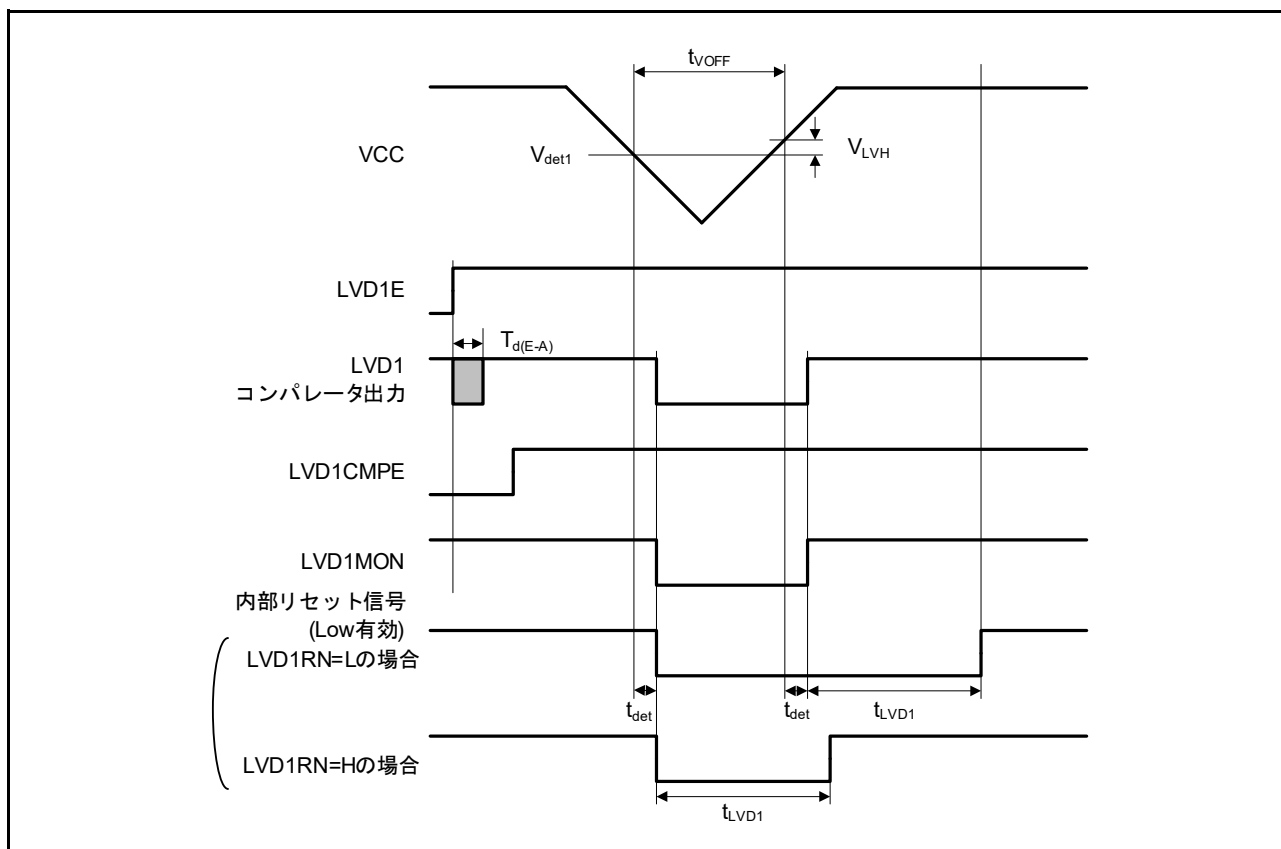 tVOFF
VCC
Vdet1
VLVH
LVD1E
Td(E-A)
LVD1
コンパレータ出力
LVD1CMPE
LVD1MON
内部リセット信号
(Low有効)
LVD1RN=Lの場合
tdet
tdet
tLVD1
LVD1RN=Hの場合
tLVD1